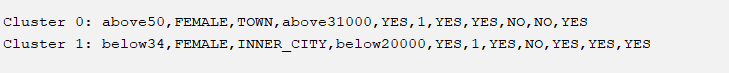 Cluster 0: above50,FEMALE,TOWN,above31000,YES,1,YES,YES,NO,NO,YES
Cluster 1: below34,FEMALE,INNER_CITY,below20000,YES,1,YES,NO,YES,YES,YES